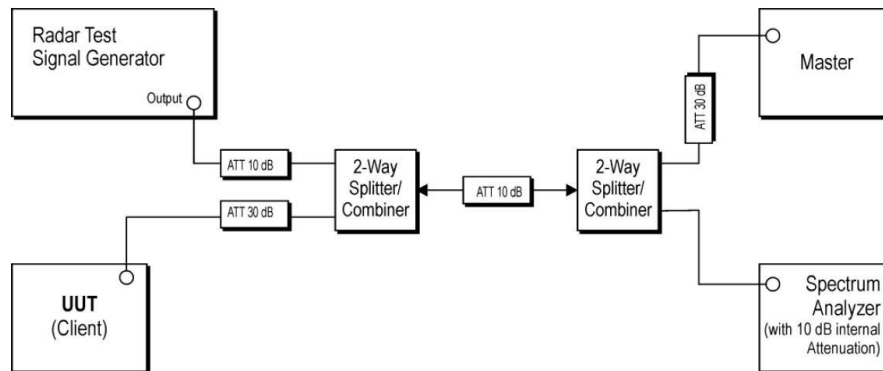 Radar Test
Signal Generator
Output
ATT 10 dB
2-Way
Splitter/
Combiner
ATT 30 dB
UUT
(Client)
ATT 10 dB
2-Way
Splitter/
Combiner
ATT 30 dB
Master
Spectrum
Analyzer
(with 10 dB internal
Attenuation)